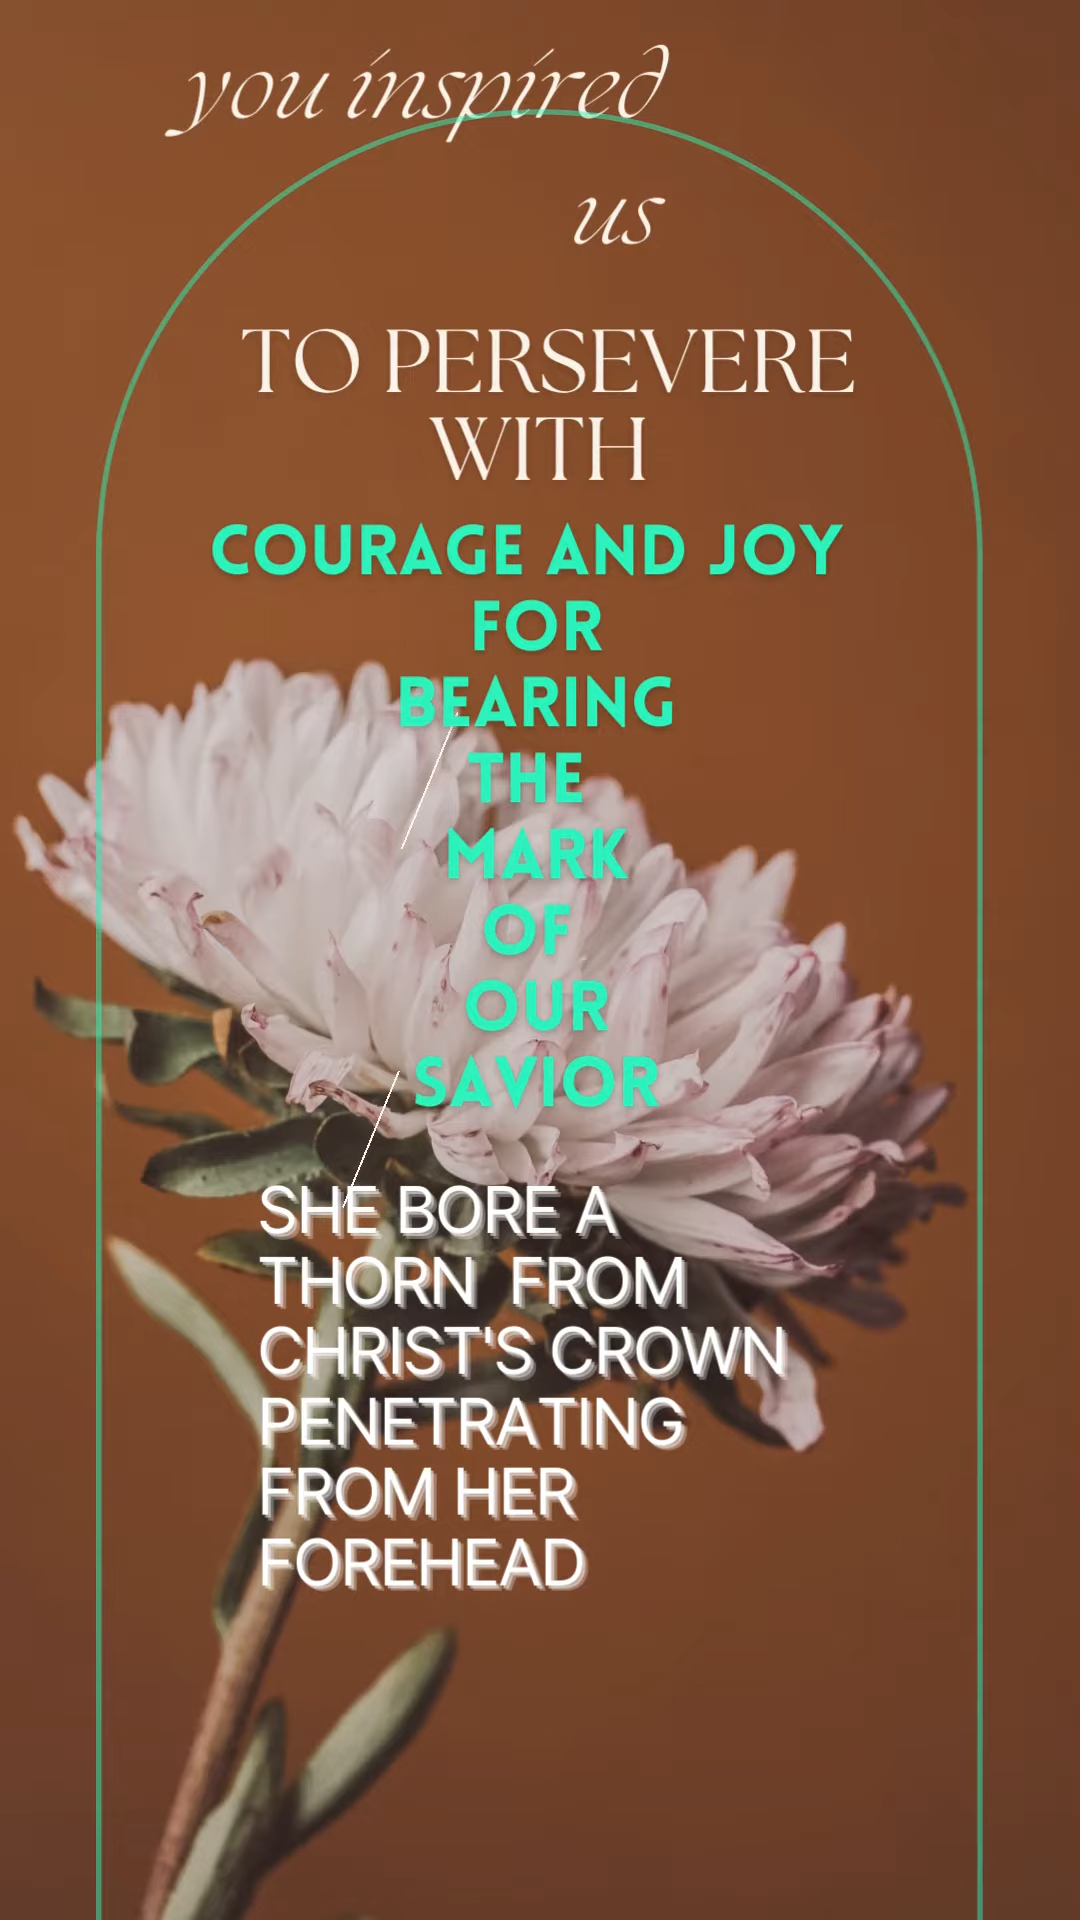 you inspired
us
TO PERSEVERE
WITH
COURAGE AND JOY
FOR
BEARING
THE
MARK
OF
OUR
SAVIOR
SHE BORE A
THORN FROM
CHRIST'S CROWN
PENETRATING
FROM HER
FOREHEAD